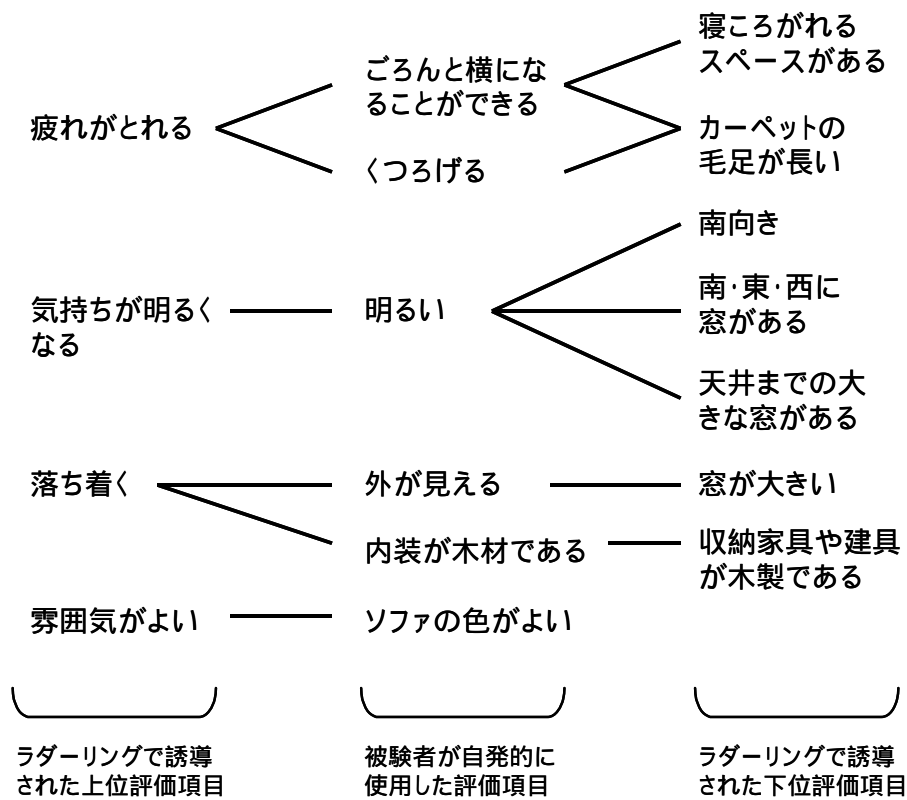 疲れがとれる
ごろんと横にな
ることができる
くつろげる
寝ころがれる
スペースがある
カーペットの
毛足が長い
気持ちが明るく
なる
明るい
南向き
南・東・西に
窓がある
天井までの大
きな窓がある
落ち着く
外が見える
窓が大きい
内装が木材である
収納家具や建具
が木製である
雰囲気がよい
ソファの色がよい
ラダーリングで誘導
された上位評価項目
被験者が自発的に
使用した評価項目
ラダーリングで誘導
された下位評価項目